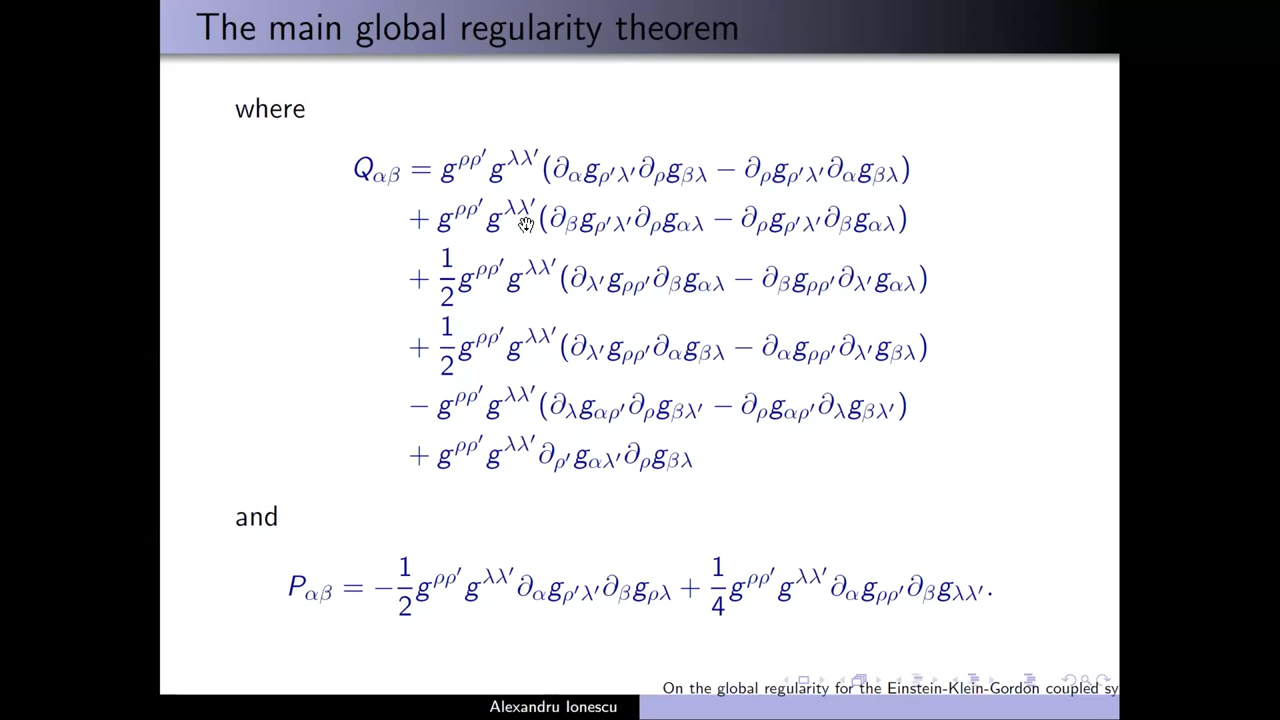 The main global regularity theorem
where
Q_{αβ} = g^{ρρ′}g^{λλ′}(∂_α g_{ρ′λ′}∂_ρ g_{βλ} − ∂_ρ g_{ρ′λ′}∂_α g_{βλ})
+ g^{ρρ′}g^{λλ′}(∂_β g_{ρ′λ′}∂_ρ g_{αλ} − ∂_ρ g_{ρ′λ′}∂_β g_{αλ})
+ \frac{1}{2}g^{ρρ′}g^{λλ′}(∂_{λ′}g_{ρρ′}∂_β g_{αλ} − ∂_β g_{ρρ′}∂_{λ′}g_{αλ})
+ \frac{1}{2}g^{ρρ′}g^{λλ′}(∂_{λ′}g_{ρρ′}∂_α g_{βλ} − ∂_α g_{ρρ′}∂_{λ′}g_{βλ})
− g^{ρρ′}g^{λλ′}(∂_λ g_{αρ′}∂_ρ g_{βλ′} − ∂_ρ g_{αρ′}∂_λ g_{βλ′})
+ g^{ρρ′}g^{λλ′}∂_{ρ′}g_{αλ′}∂_ρ g_{βλ}
and
P_{αβ} = −\frac{1}{2}g^{ρρ′}g^{λλ′}∂_α g_{ρ′λ′}∂_β g_{ρλ} + \frac{1}{4}g^{ρρ′}g^{λλ′}∂_α g_{ρρ′}∂_β g_{λλ′}.
On the global regularity for the Einstein-Klein-Gordon coupled sy
Alexandru Ionescu